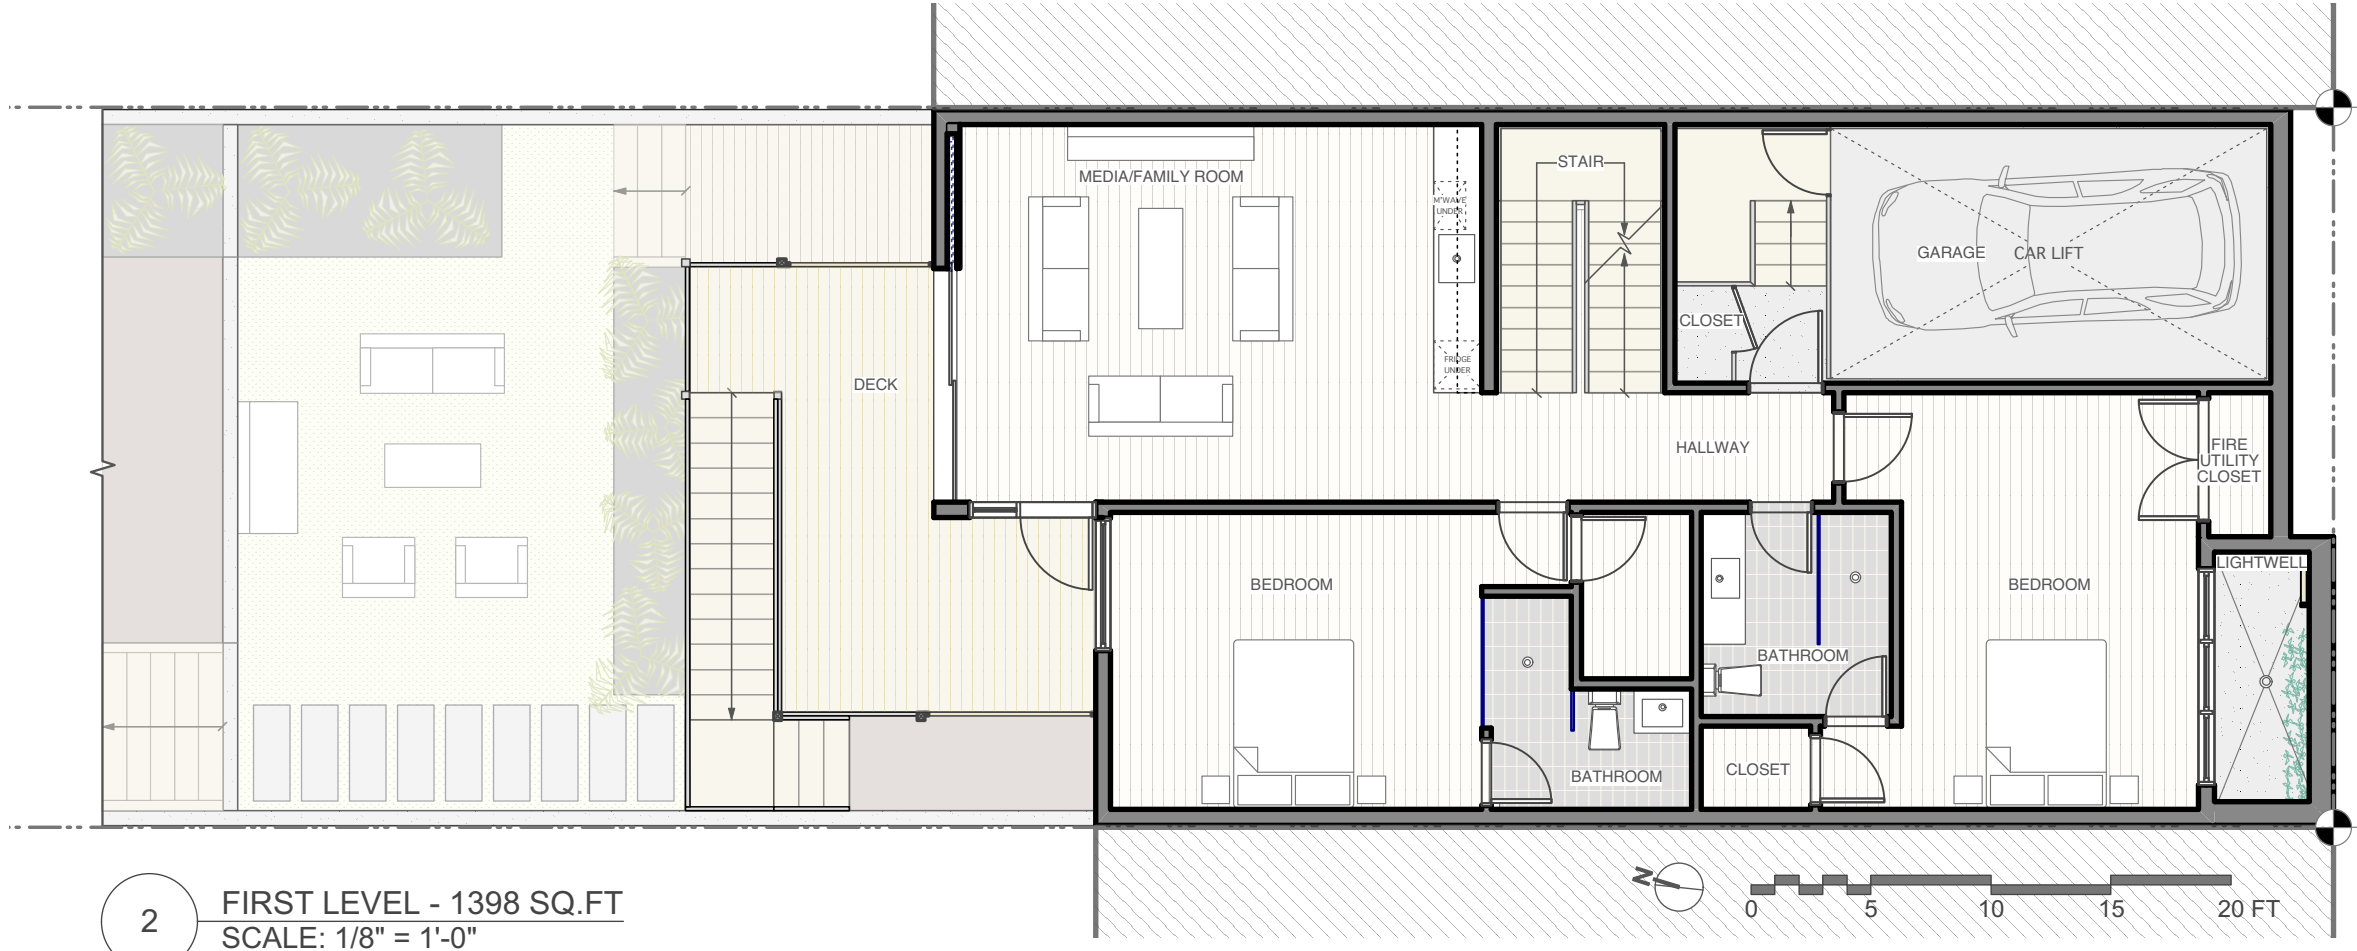 STAIR
MEDIA/FAMILY ROOM
M'WAVE
UNDER
GARAGE
CAR LIFT
CLOSET
FRIDGE
UNDER
DECK
HALLWAY
FIRE
UTILITY
CLOSET
LIGHTWELL
BEDROOM
BEDROOM
BATHROOM
CLOSET
BATHROOM
N
2
FIRST LEVEL - 1398 SQ.FT
SCALE: 1/8" = 1'-0"
0 5 10 15 20 FT